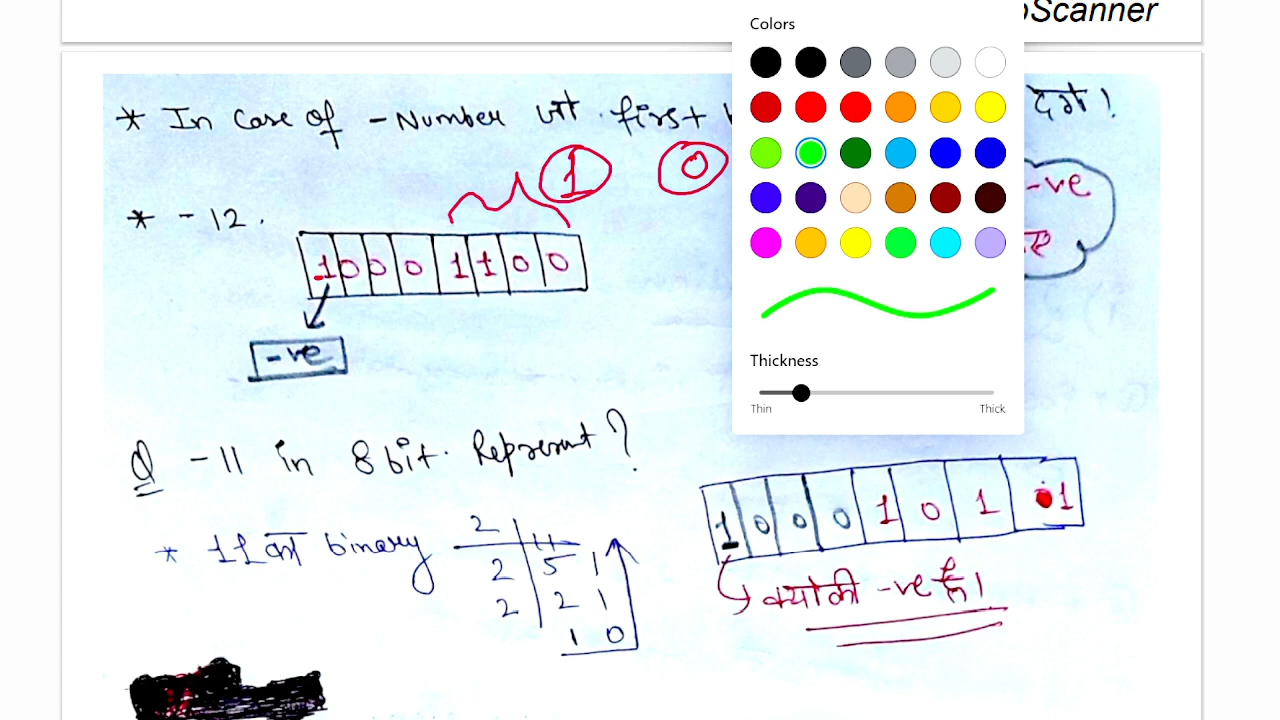 Scanner
Colors
* In case of -Number का first देगे।
1 0
-ve
* -12.
1 0 0 0 1 1 0 0
-ve
Thickness
Thin Thick
Q -11 in 8 bit. Represent?
1 0 0 0 1 0 1 1
* 11 का binary
2 11
2 5 1
2 2 1
1 0
क्योकी -ve है।